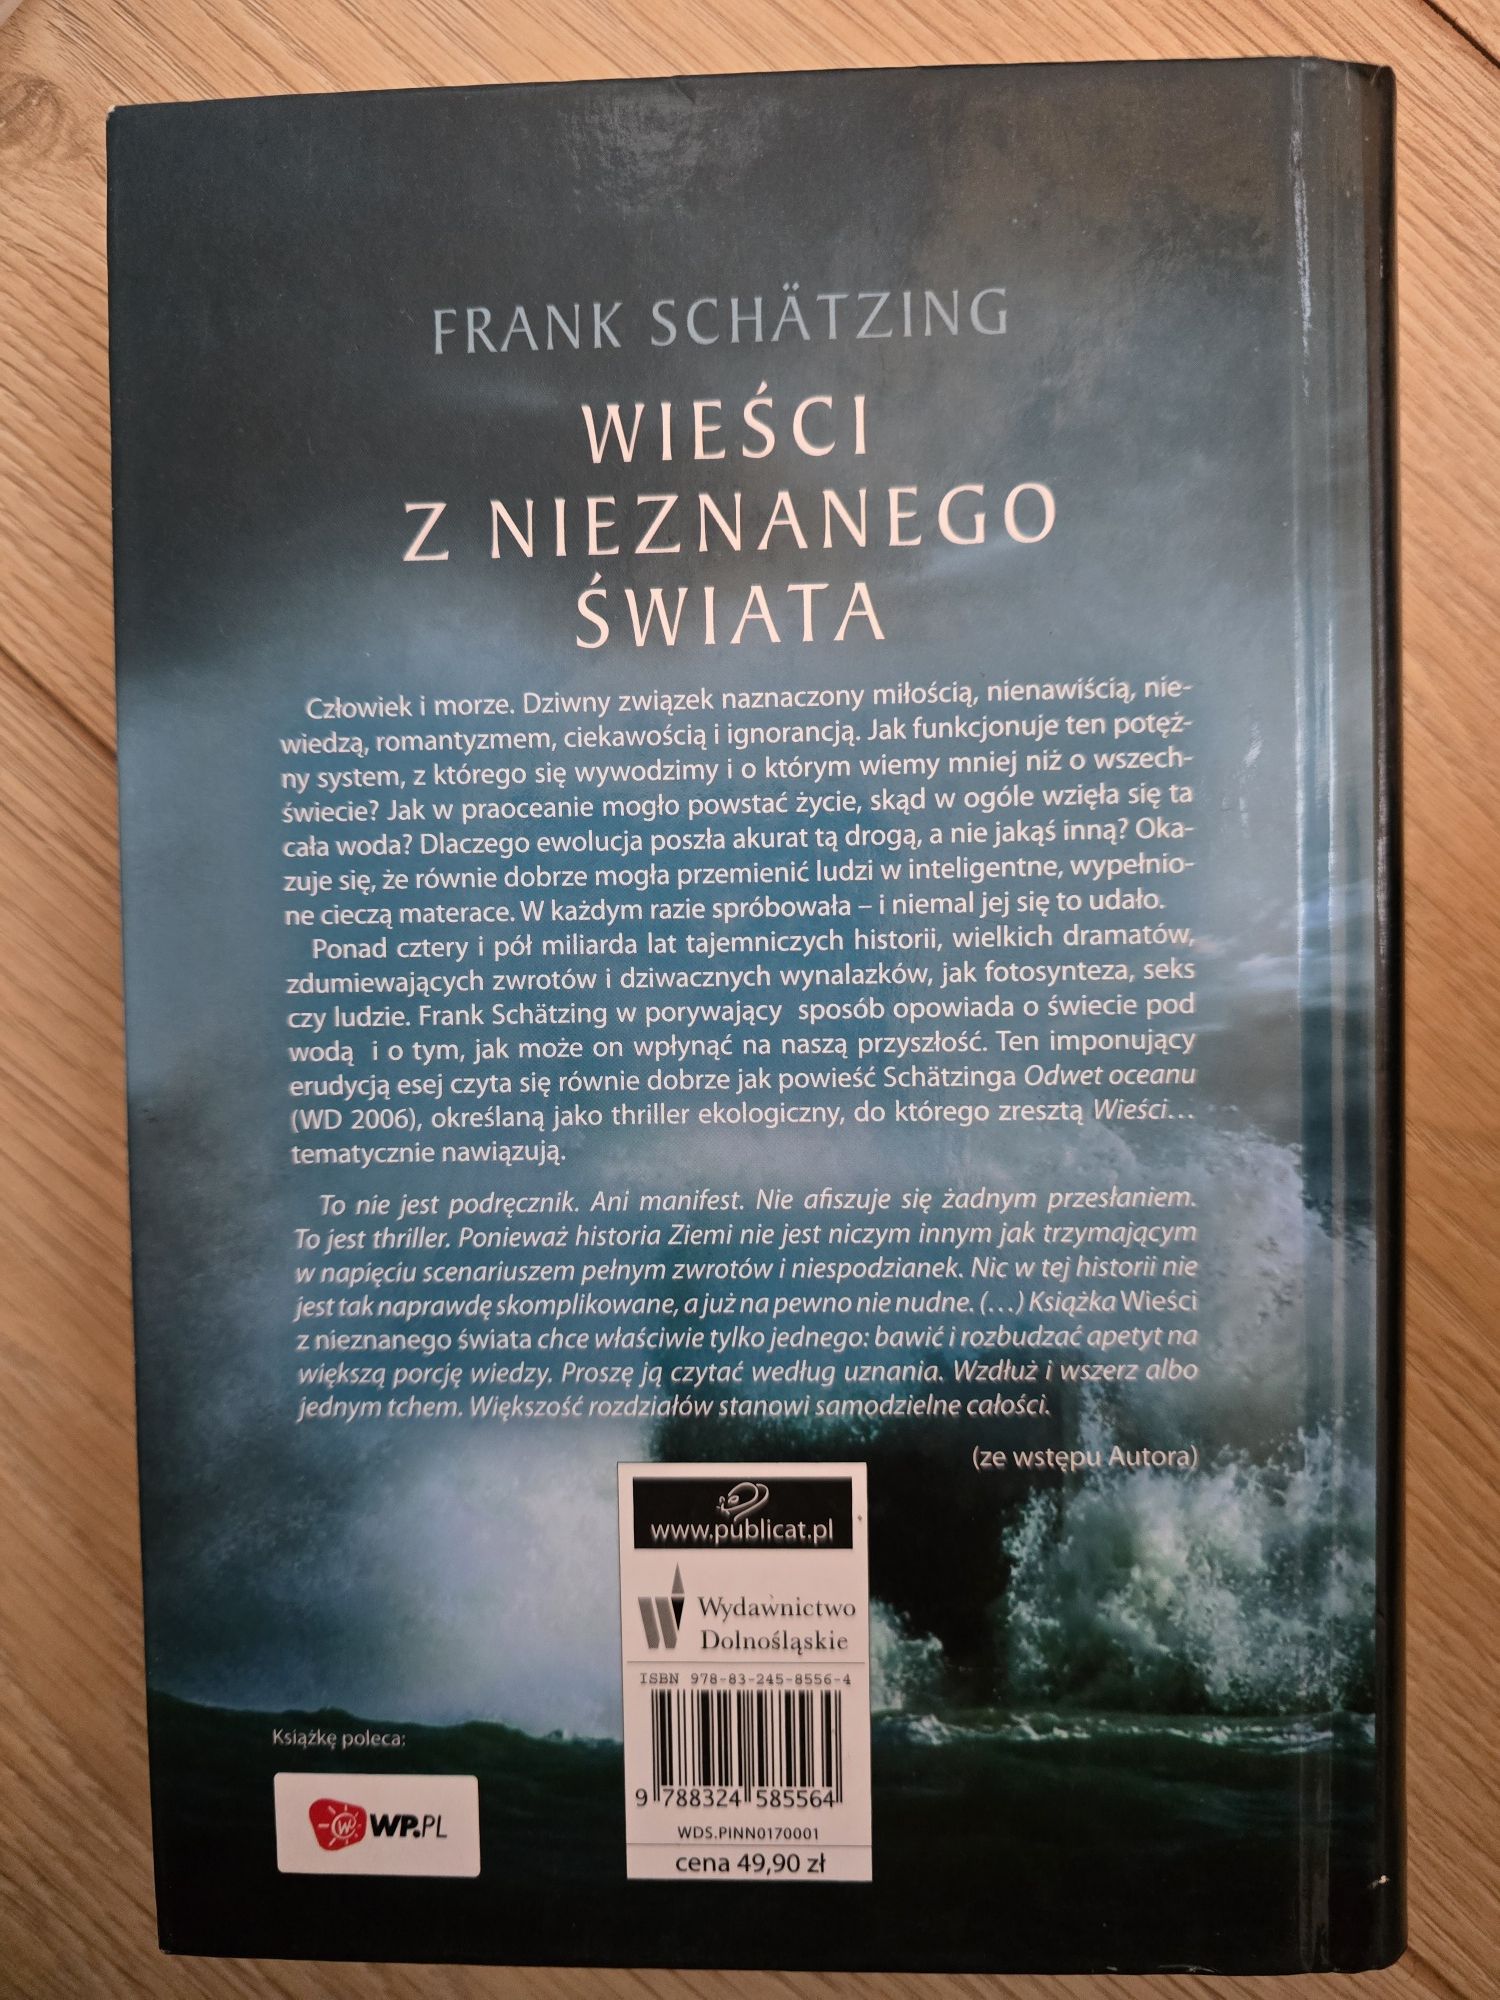 FRANK SCHÄTZING
WIEŚCI
Z NIEZNANEGO
ŚWIATA
Człowiek i morze. Dziwny związek naznaczony miłością, nienawiścią, nie-
wiedzą, romantyzmem, ciekawością i ignorancją. Jak funkcjonuje ten potęż-
ny system, z którego się wywodzimy i o którym wiemy mniej niż o wszech-
świecie? Jak w praoceanie mogło powstać życie, skąd w ogóle wzięła się ta
cała woda? Dlaczego ewolucja poszła akurat tą drogą, a nie jakąś inną? Oka-
zuje się, że równie dobrze mogła przemienić ludzi w inteligentne, wypełnio-
ne cieczą materace. W każdym razie spróbowała – i niemal jej się to udało.
Ponad cztery i pół miliarda lat tajemniczych historii, wielkich dramatów,
zdumiewających zwrotów i dziwacznych wynalazków, jak fotosynteza, seks
czy ludzie. Frank Schätzing w porywający sposób opowiada o świecie pod
wodą i o tym, jak może on wpłynąć na naszą przyszłość. Ten imponujący
erudycją esej czyta się równie dobrze jak powieść Schätzinga Odwet oceanu
(WD 2006), określaną jako thriller ekologiczny, do którego zresztą Wieści...
tematycznie nawiązują.
To nie jest podręcznik. Ani manifest. Nie afiszuje się żadnym przesłaniem.
To jest thriller. Ponieważ historia Ziemi nie jest niczym innym jak trzymającym
w napięciu scenariuszem pełnym zwrotów i niespodzianek. Nic w tej historii nie
jest tak naprawdę skomplikowane, a już na pewno nie nudne. (...) Książka Wieści
z nieznanego świata chce właściwie tylko jednego: bawić i rozbudzać apetyt na
większą porcję wiedzy. Proszę ją czytać według uznania. Wzdłuż i wszerz albo
jednym tchem. Większość rozdziałów stanowi samodzielne całości.
(ze wstępu Autora)
www.publicat.pl
Wydawnictwo
Dolnośląskie
ISBN 978-83-245-8556-4
9 788324 585564
WDS.PINN0170001
cena 49,90 zł
Książkę poleca:
WP.PL